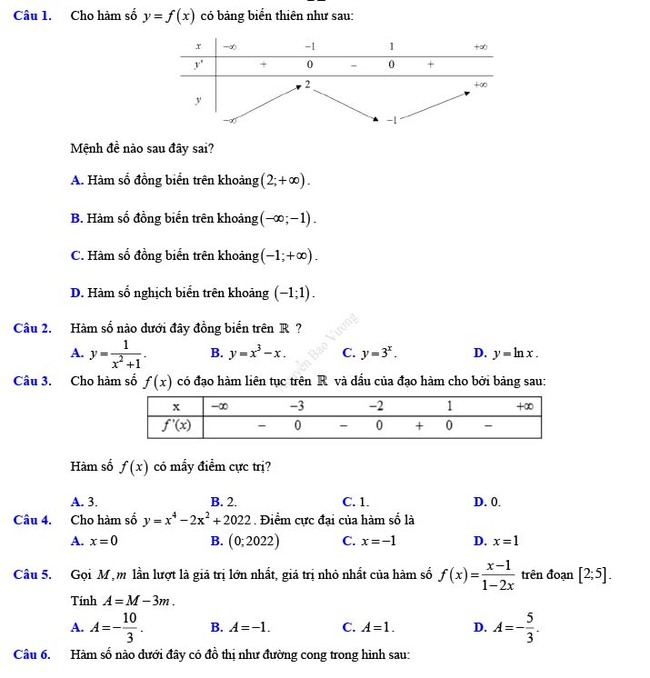 Câu 1. Cho hàm số y = f(x) có bảng biến thiên như sau:
x −∞ −1 1 +∞
y' + 0 − 0 +
2 +∞
y
−∞ −1
Mệnh đề nào sau đây sai?
A. Hàm số đồng biến trên khoảng (2;+∞).
B. Hàm số đồng biến trên khoảng (−∞;−1).
C. Hàm số đồng biến trên khoảng (−1;+∞).
D. Hàm số nghịch biến trên khoảng (−1;1).
Câu 2. Hàm số nào dưới đây đồng biến trên ℝ ?
A. y = 1/(x²+1). B. y = x³ − x. C. y = 3ˣ. D. y = ln x.
Câu 3. Cho hàm số f(x) có đạo hàm liên tục trên ℝ và dấu của đạo hàm cho bởi bảng sau:
x −∞ −3 −2 1 +∞
f'(x) − 0 − 0 + 0 −
Hàm số f(x) có mấy điểm cực trị?
A. 3. B. 2. C. 1. D. 0.
Câu 4. Cho hàm số y = x⁴ − 2x² + 2022. Điểm cực đại của hàm số là
A. x = 0 B. (0;2022) C. x = −1 D. x = 1
Câu 5. Gọi M, m lần lượt là giá trị lớn nhất, giá trị nhỏ nhất của hàm số f(x) = (x−1)/(1−2x) trên đoạn [2;5].
Tính A = M − 3m.
A. A = −10/3. B. A = −1. C. A = 1. D. A = −5/3.
Câu 6. Hàm số nào dưới đây có đồ thị như đường cong trong hình sau:
Bảo Vương